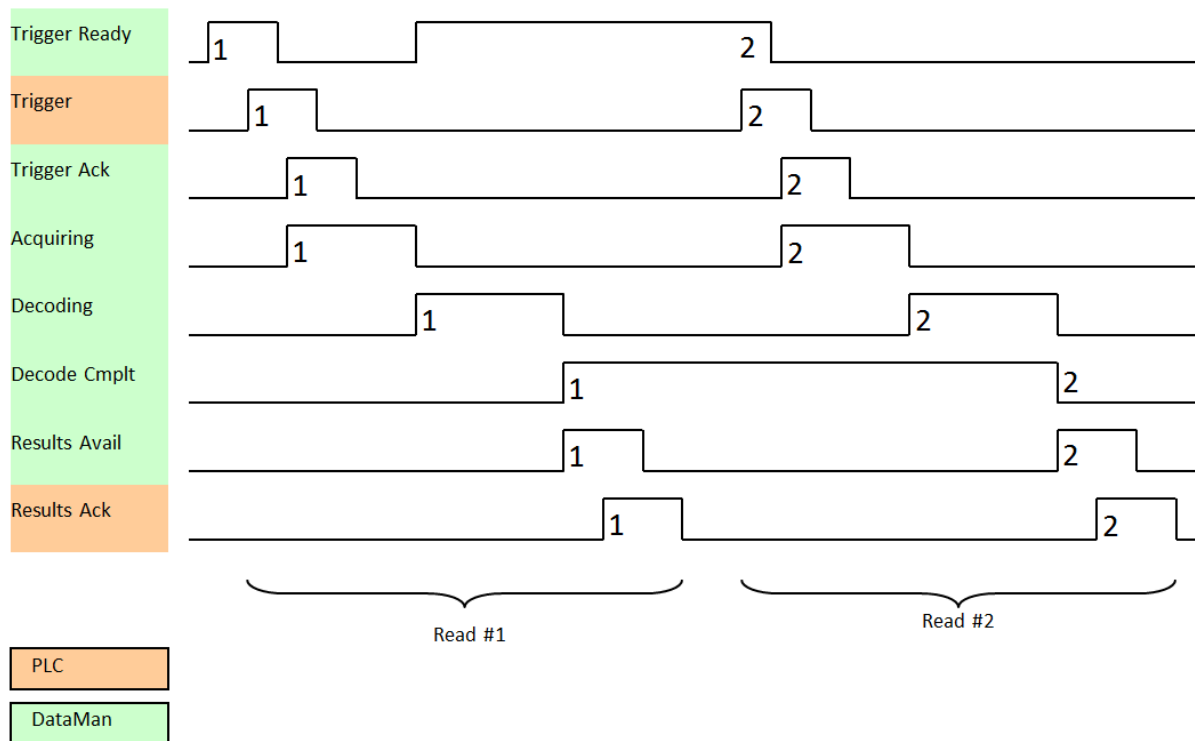 Trigger Ready
1
2
Trigger
1
2
Trigger Ack
1
2
Acquiring
1
2
Decoding
1
2
Decode Cmplt
1
2
Results Avail
1
2
Results Ack
1
2
Read #1
Read #2
PLC
DataMan